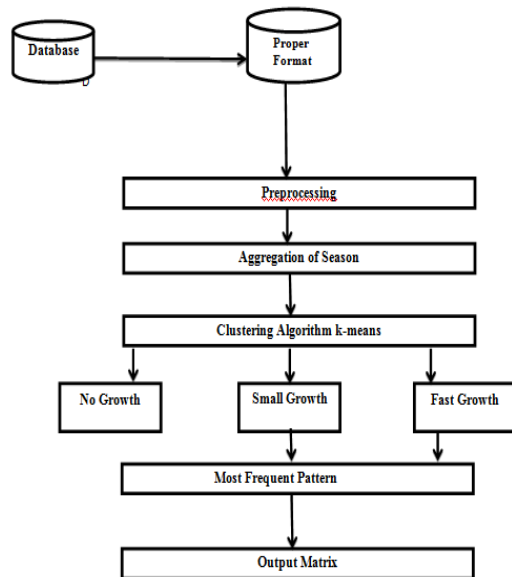 Database
Proper
Format
Preprocessing
Aggregation of Season
Clustering Algorithm k-means
No Growth
Small Growth
Fast Growth
Most Frequent Pattern
Output Matrix